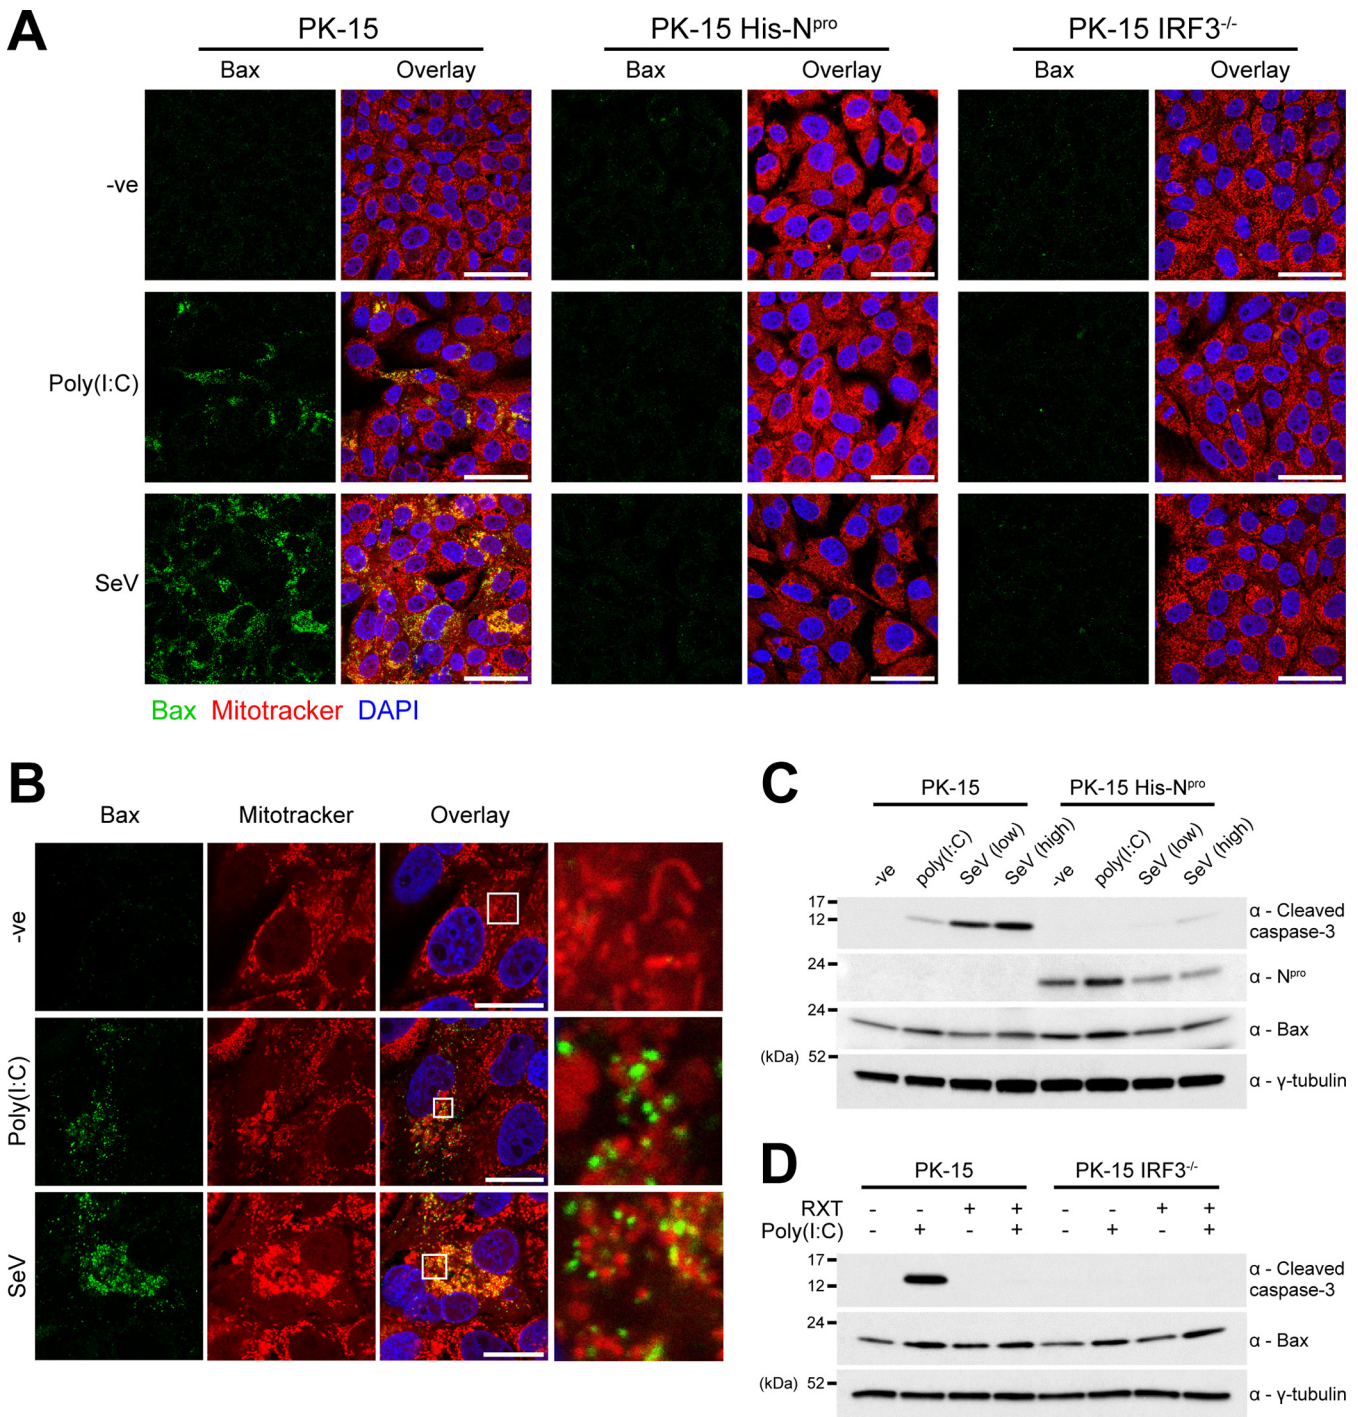 A
PK-15 PK-15 His-Nᵖʳᵒ PK-15 IRF3⁻/⁻
Bax Overlay Bax Overlay Bax Overlay
-ve
Poly(I:C)
SeV
Bax Mitotracker DAPI
B
Bax Mitotracker Overlay
-ve
Poly(I:C)
SeV
C
PK-15 PK-15 His-Nᵖʳᵒ
-ve poly(I:C) SeV (low) SeV (high) -ve poly(I:C) SeV (low) SeV (high)
17
12
α - Cleaved
caspase-3
24
α - Nᵖʳᵒ
24
α - Bax
(kDa) 52
α - γ-tubulin
D
PK-15 PK-15 IRF3⁻/⁻
RXT - - + + - - + +
Poly(I:C) - + - + - + - +
17
12
α - Cleaved
caspase-3
24
α - Bax
(kDa) 52
α - γ-tubulin